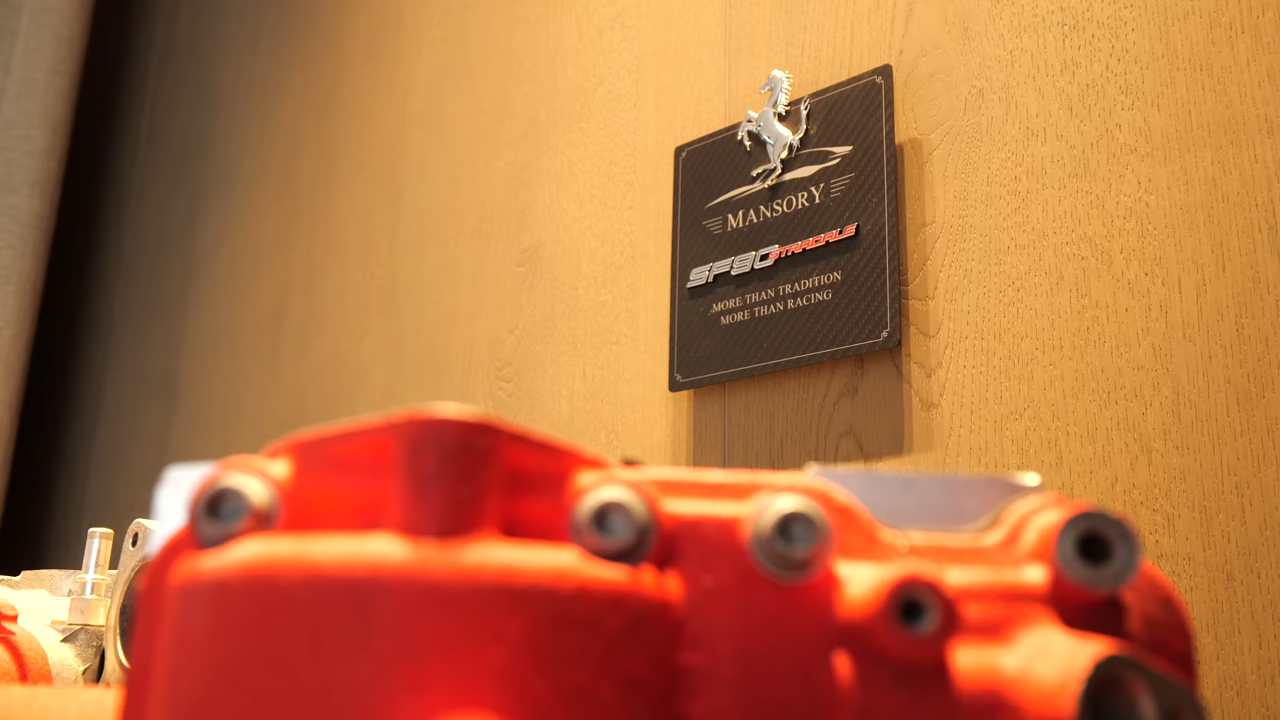 MANSORY
SF90 STRADALE
MORE THAN TRADITION
MORE THAN RACING